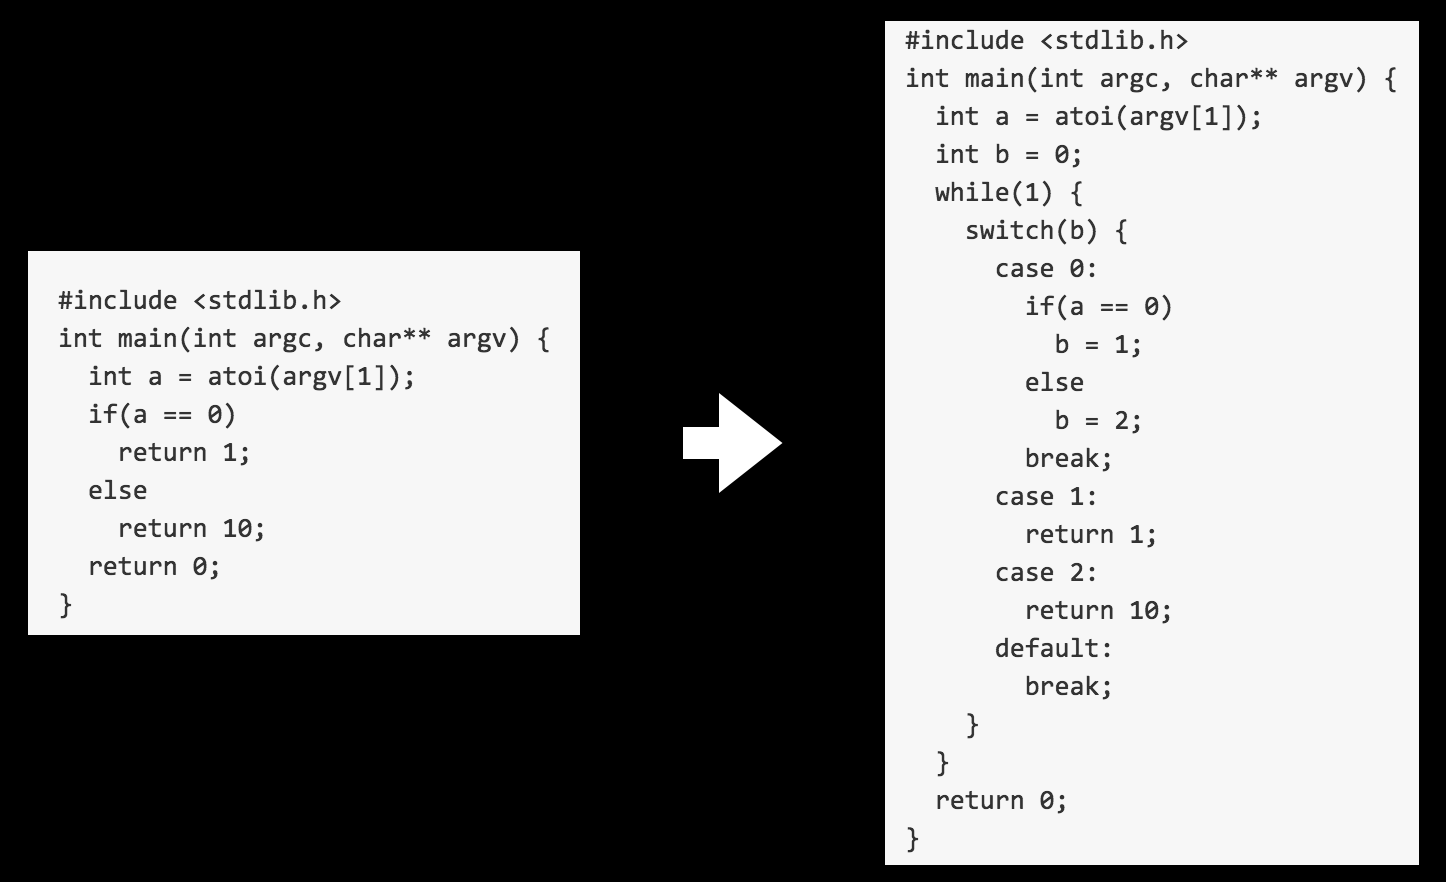 #include <stdlib.h>
int main(int argc, char** argv) {
  int a = atoi(argv[1]);
  if(a == 0)
    return 1;
  else
    return 10;
  return 0;
}
#include <stdlib.h>
int main(int argc, char** argv) {
  int a = atoi(argv[1]);
  int b = 0;
  while(1) {
    switch(b) {
      case 0:
        if(a == 0)
          b = 1;
        else
          b = 2;
        break;
      case 1:
        return 1;
      case 2:
        return 10;
      default:
        break;
    }
  }
  return 0;
}